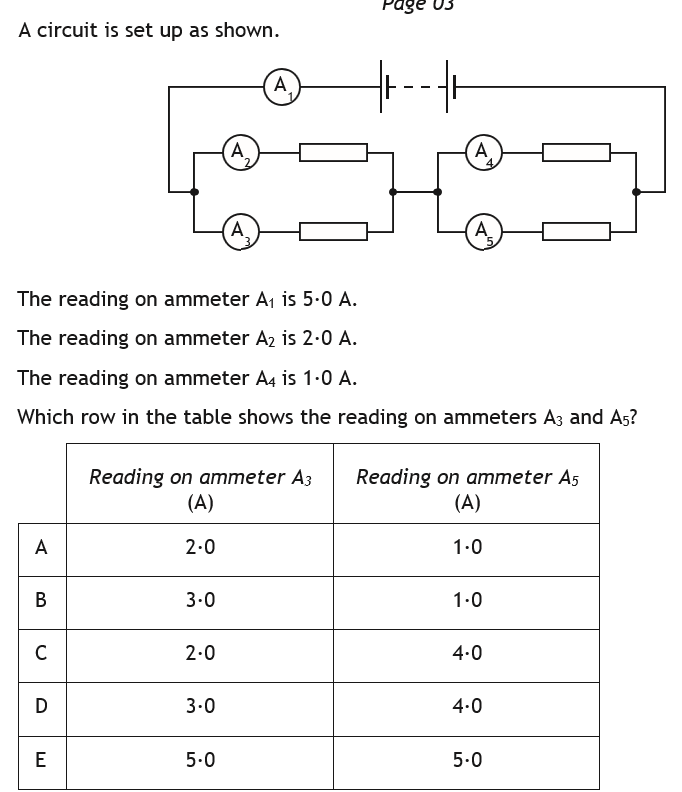 Page 03
A circuit is set up as shown.
A1
A2
A4
A3
A5
The reading on ammeter A1 is 5·0 A.
The reading on ammeter A2 is 2·0 A.
The reading on ammeter A4 is 1·0 A.
Which row in the table shows the reading on ammeters A3 and A5?
Reading on ammeter A3 (A)
Reading on ammeter A5 (A)
A 2·0 1·0
B 3·0 1·0
C 2·0 4·0
D 3·0 4·0
E 5·0 5·0